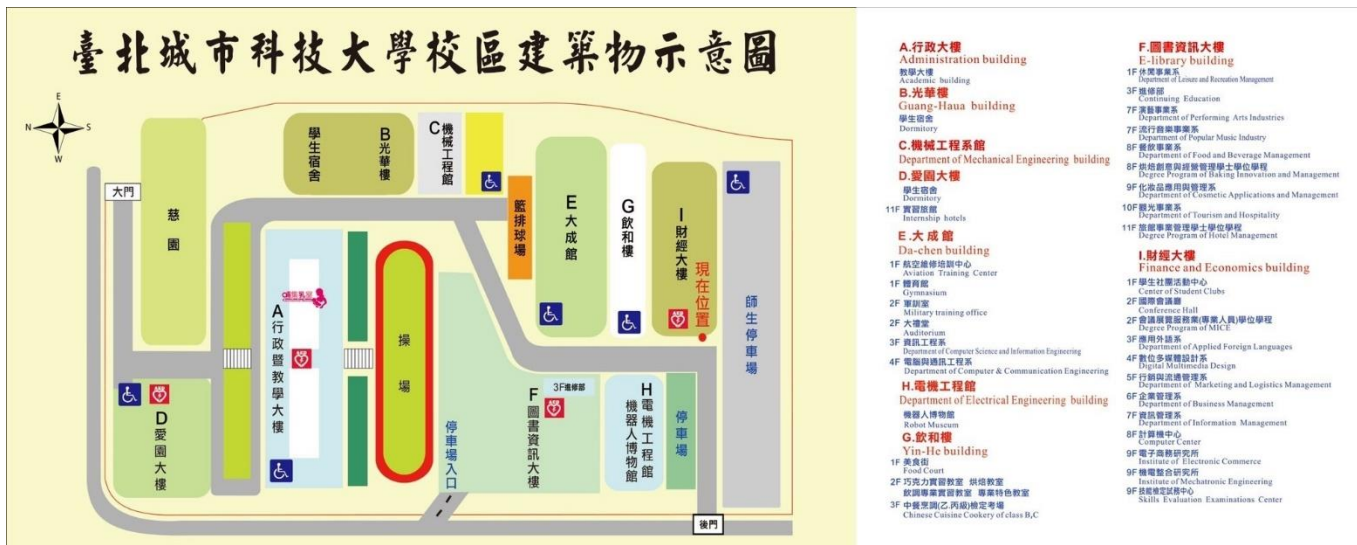 臺北城市科技大學校區建築物示意圖
E
N
S
W
大門
慈園
學生宿舍
B光華樓
C機械工程館
籃排球場
E大成館
G飲和樓
I財經大樓
現在位置
師生停車場
A行政暨教學大樓
操場
D愛園大樓
停車場入口
3F進修部
F圖書資訊大樓
H電機工程館
機器人博物館
停車場
後門
AED
AED
AED
AED
A.行政大樓
Administration building
教學大樓
Academic building
B.光華樓
Guang-Haua building
學生宿舍
Dormitory
C.機械工程系館
Department of Mechanical Engineering building
D.愛園大樓
學生宿舍
Dormitory
11F 實習旅館
Internship hotels
E.大成館
Da-chen building
1F 航空維修培訓中心
Aviation Training Center
1F 體育館
Gymnasium
2F 軍訓室
Military training office
2F 大禮堂
Auditorium
3F 資訊工程系
Department of Computer Science and Information Engineering
4F 電腦與通訊工程系
Department of Computer & Communication Engineering
H.電機工程館
Department of Electrical Engineering building
機器人博物館
Robot Museum
G.飲和樓
Yin-He building
1F 美食街
Food Court
2F 巧克力實習教室 烘焙教室
飲調專業實習教室 專業特色教室
3F 中餐烹調(乙.丙級)檢定考場
Chinese Cuisine Cookery of class B,C
F.圖書資訊大樓
E-library building
1F 休閒事業系
Department of Leisure and Recreation Management
3F 進修部
Continuing Education
7F 演藝事業系
Department of Performing Arts Industries
7F 流行音樂事業系
Department of Popular Music Industry
8F 餐飲事業系
Department of Food and Beverage Management
8F 烘焙創意與經營管理學士學位學程
Degree Program of Baking Innovation and Management
9F 化妝品應用與管理系
Department of Cosmetic Applications and Management
10F 觀光事業系
Department of Tourism and Hospitality
11F 旅館事業管理學士學位學程
Degree Program of Hotel Management
I.財經大樓
Finance and Economics building
1F 學生社團活動中心
Center of Student Clubs
2F 國際會議廳
Conference Hall
2F 會議展覽服務業(專業人員)學位學程
Degree Program of MICE
3F 應用外語系
Department of Applied Foreign Languages
4F 數位多媒體設計系
Digital Multimedia Design
5F 行銷與流通管理系
Department of Marketing and Logistics Management
6F 企業管理系
Department of Business Management
7F 資訊管理系
Department of Information Management
8F 計算機中心
Computer Center
9F 電子商務研究所
Institute of Electronic Commerce
9F 機電整合研究所
Institute of Mechatronic Engineering
9F 技能檢定試務中心
Skills Evaluation Examinations Center